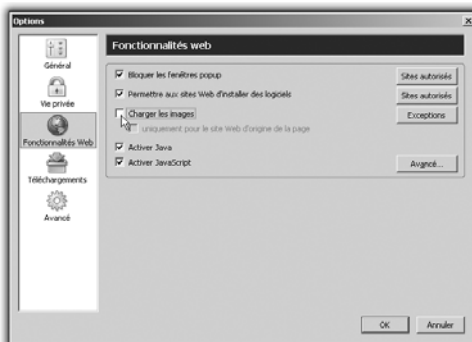 Options
Général
Vie privée
Fonctionnalités Web
Téléchargements
Avancé
Fonctionnalités web
Bloquer les fenêtres popup
Sites autorisés
Permettre aux sites Web d'installer des logiciels
Sites autorisés
Charger les images
Exceptions
uniquement pour le site Web d'origine de la page
Activer Java
Activer JavaScript
Avancé...
OK
Annuler